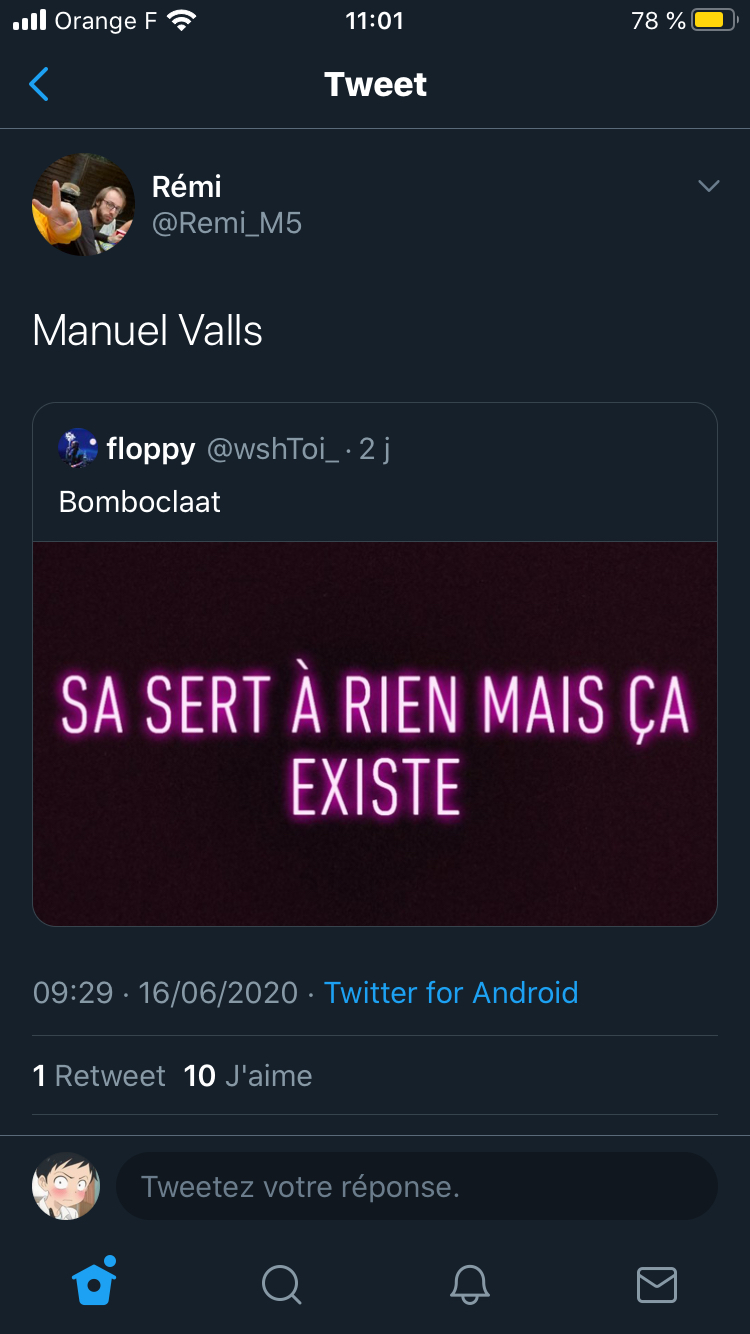 Orange F 11:01 78 %
Tweet
Rémi
@Remi_M5
Manuel Valls
floppy @wshToi_ · 2 j
Bomboclaat
SA SERT À RIEN MAIS ÇA
EXISTE
09:29 · 16/06/2020 · Twitter for Android
1 Retweet 10 J'aime
Tweetez votre réponse.